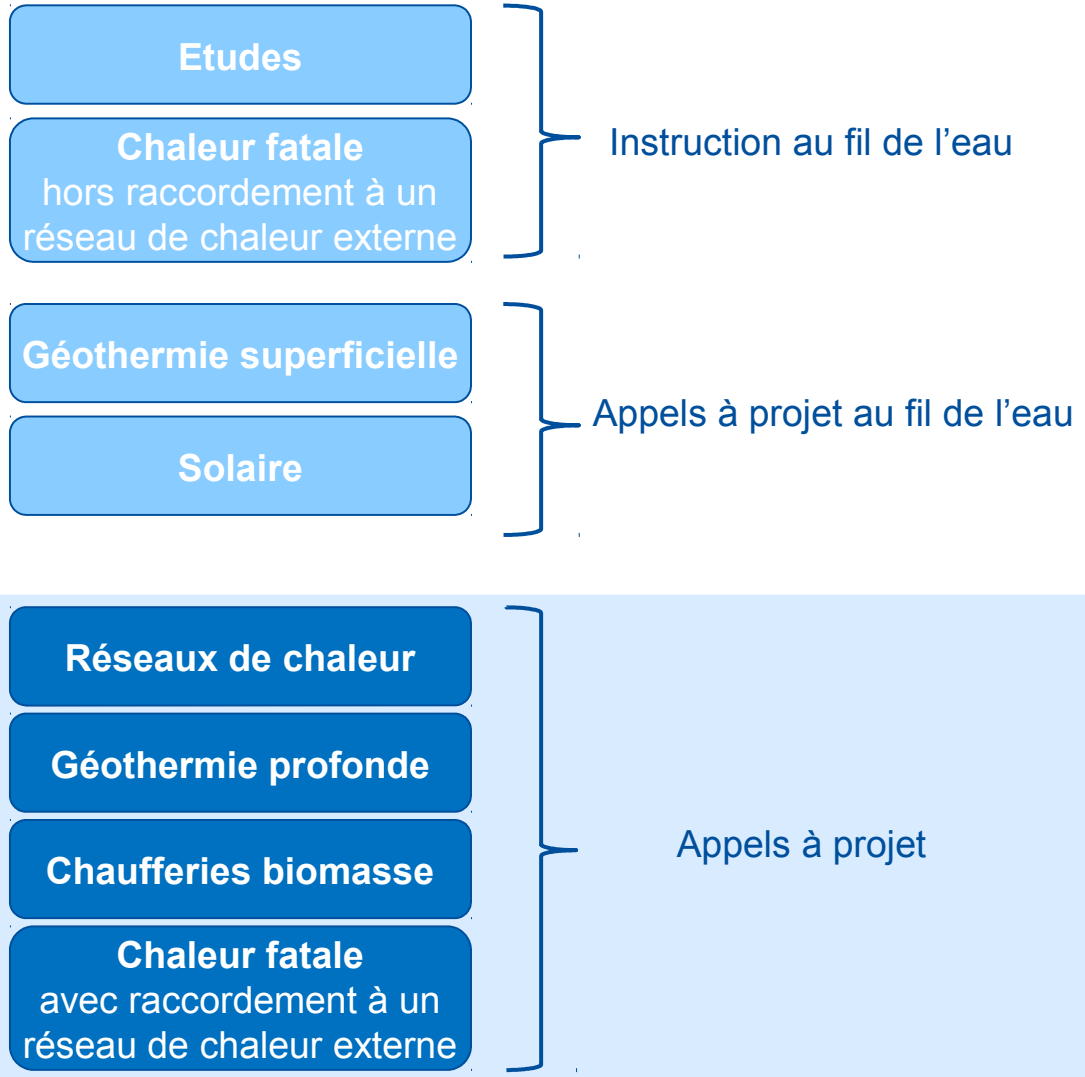 Etudes
Chaleur fatale
hors raccordement à un
réseau de chaleur externe
Instruction au fil de l’eau
Géothermie superficielle
Solaire
Appels à projet au fil de l’eau
Réseaux de chaleur
Géothermie profonde
Chaufferies biomasse
Chaleur fatale
avec raccordement à un
réseau de chaleur externe
Appels à projet